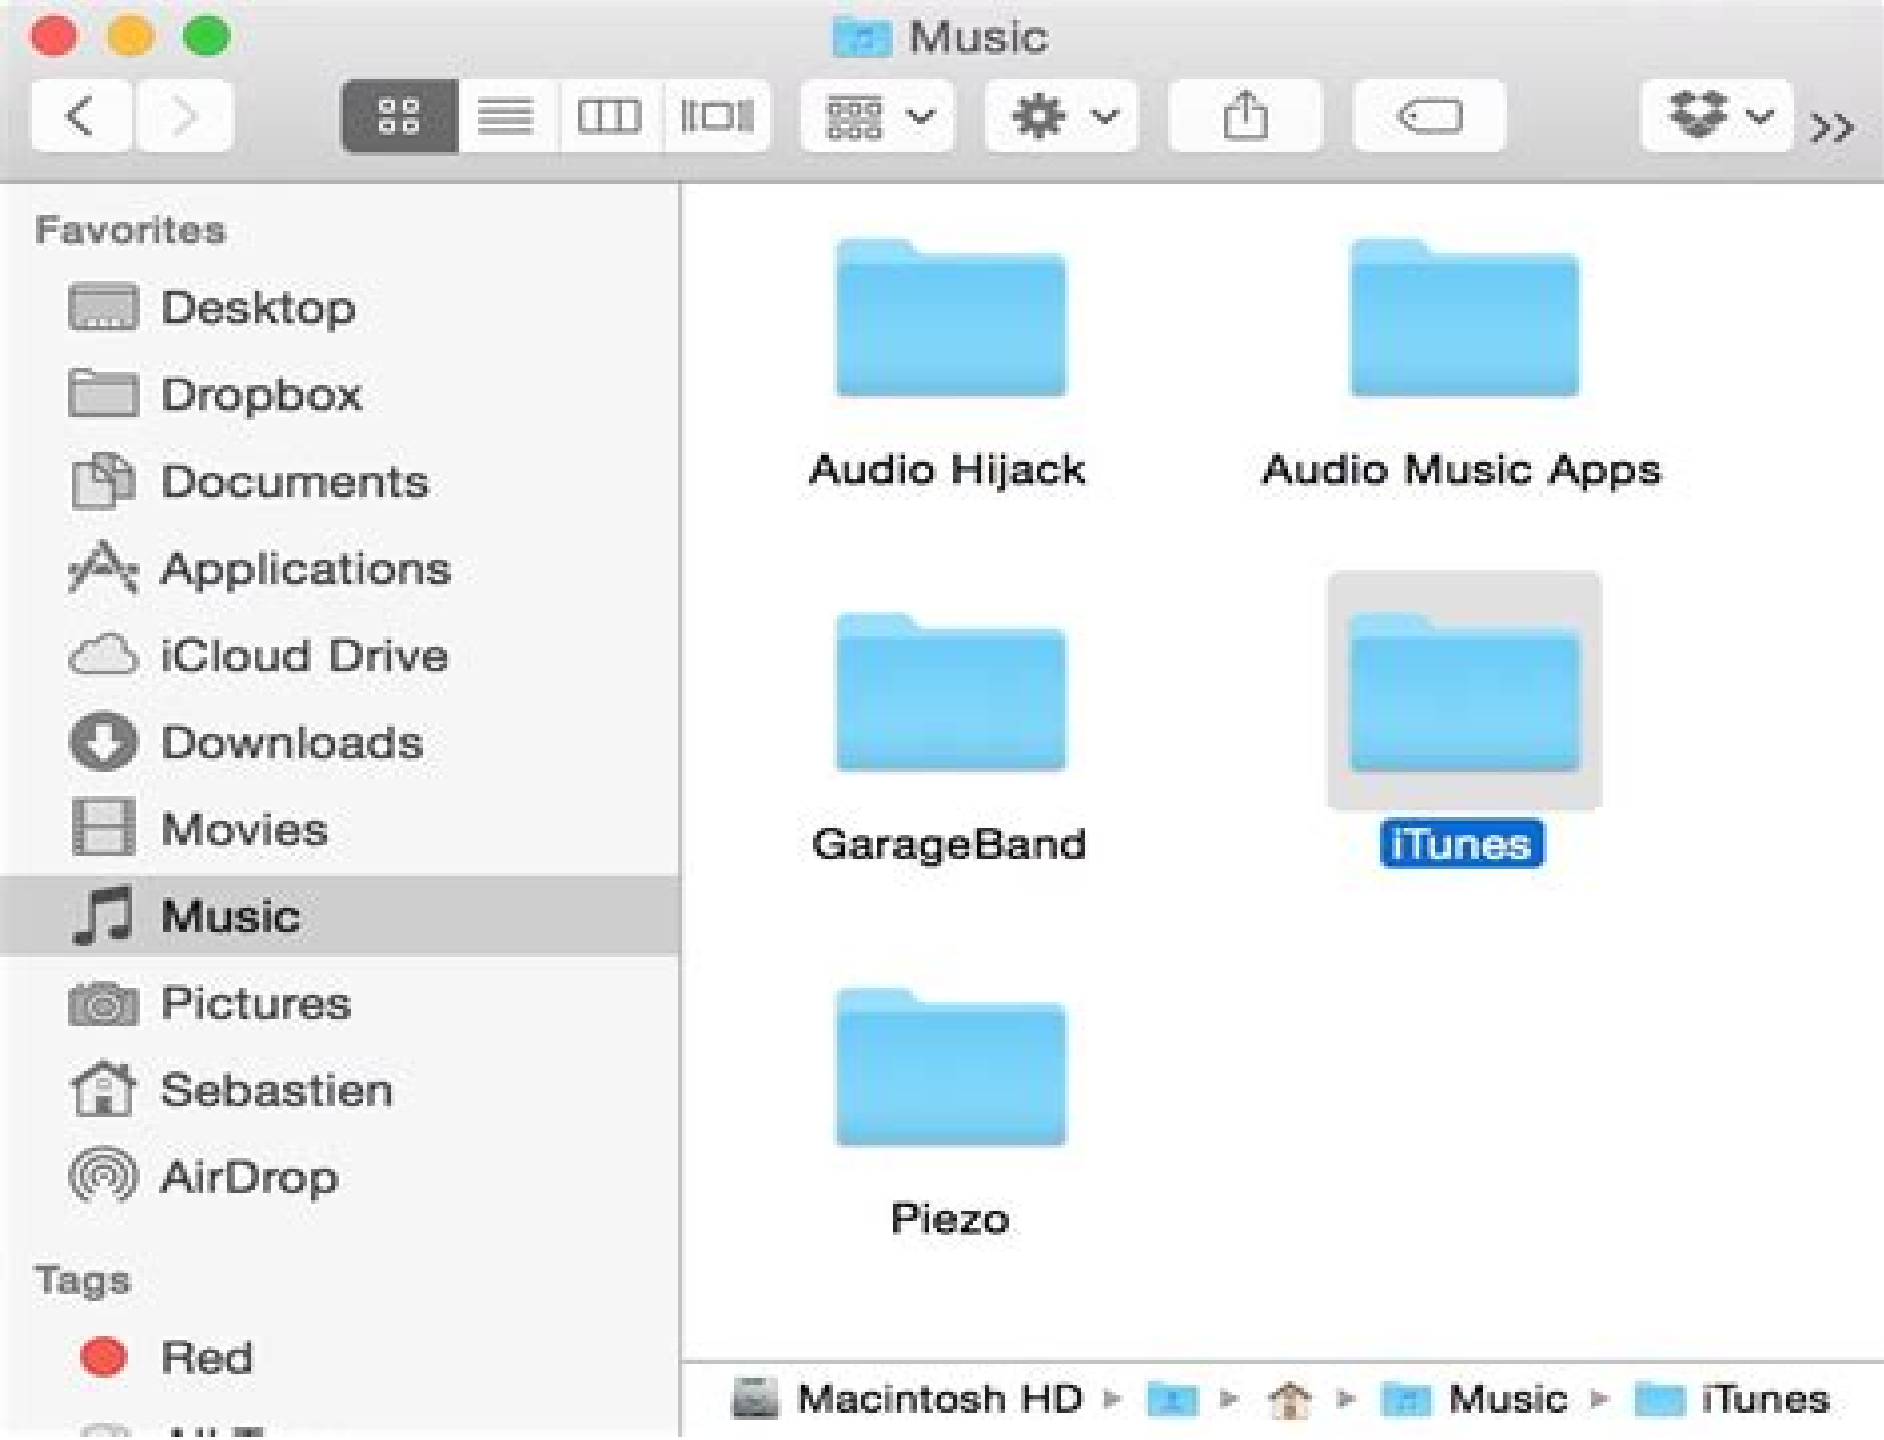 Music
Favorites
Desktop
Dropbox
Documents
Applications
iCloud Drive
Downloads
Movies
Music
Pictures
Sebastien
AirDrop
Tags
Red
Audio Hijack
Audio Music Apps
GarageBand
iTunes
Piezo
Macintosh HD
Music
iTunes